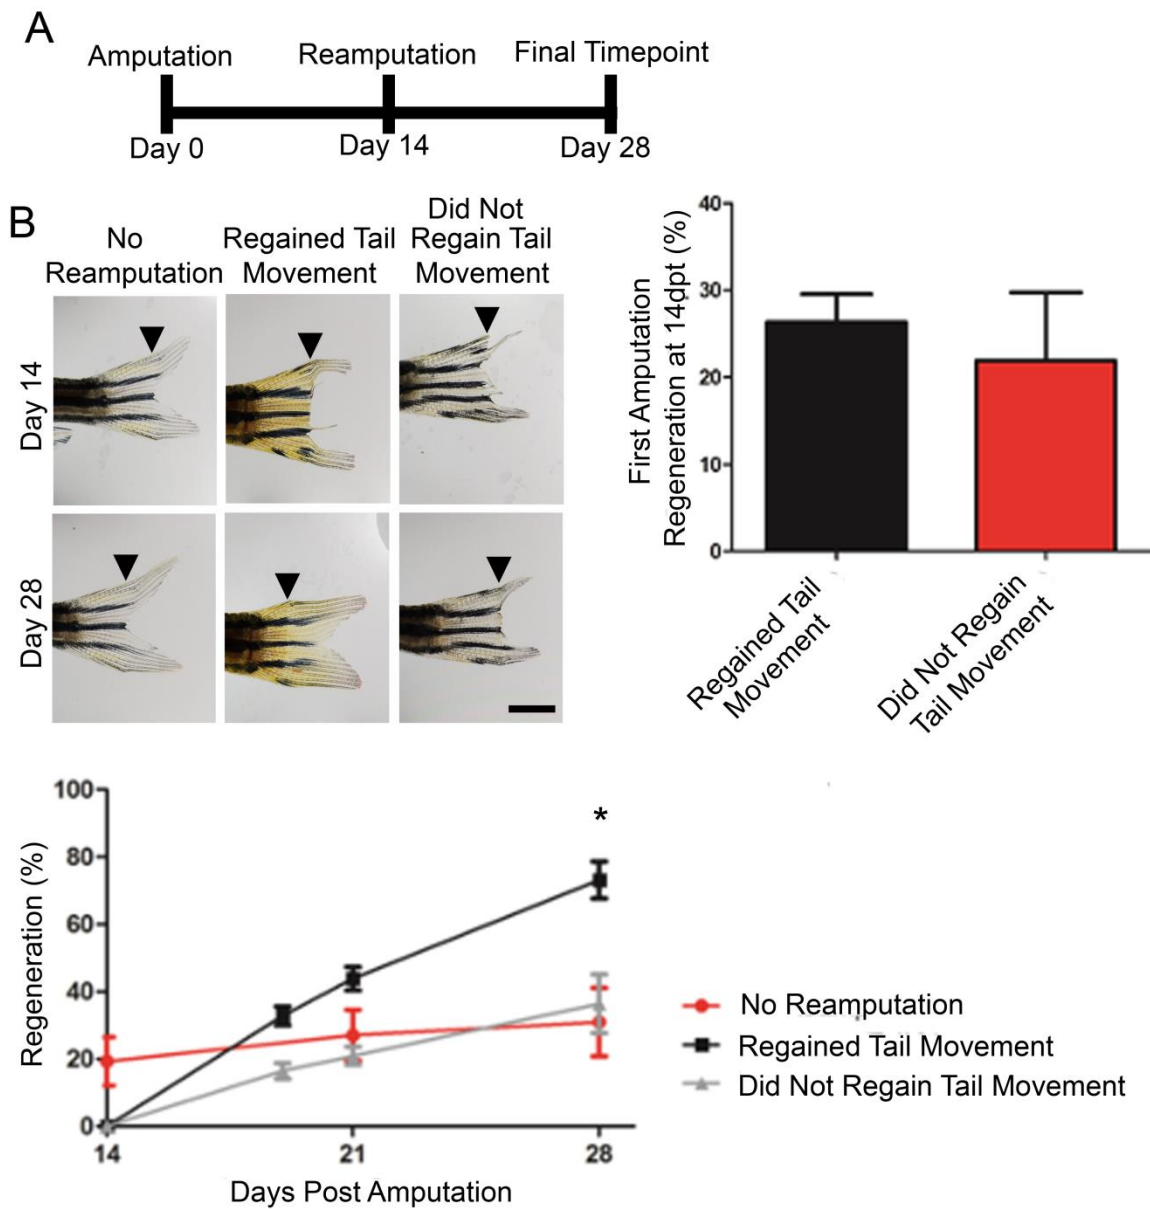 A
Amputation
Reamputation
Final Timepoint
Day 0
Day 14
Day 28
B
No
Reamputation
Regained Tail
Movement
Did Not
Regain Tail
Movement
Day 14
Day 28
First Amputation
Regeneration at 14dpt (%)
40
30
20
10
0
Regained Tail
Movement
Did Not Regain
Tail Movement
Regeneration (%)
100
80
60
40
20
0
14
21
28
Days Post Amputation
*
No Reamputation
Regained Tail Movement
Did Not Regain Tail Movement